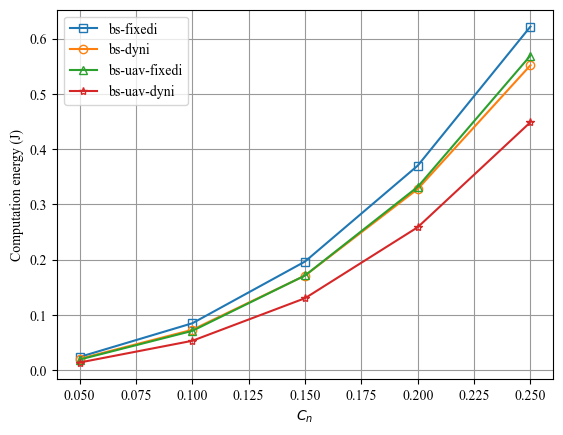 bs-fixedi
bs-dyni
bs-uav-fixedi
bs-uav-dyni
Computation energy (J)
0.6
0.5
0.4
0.3
0.2
0.1
0.0
0.050 0.075 0.100 0.125 0.150 0.175 0.200 0.225 0.250
Cn